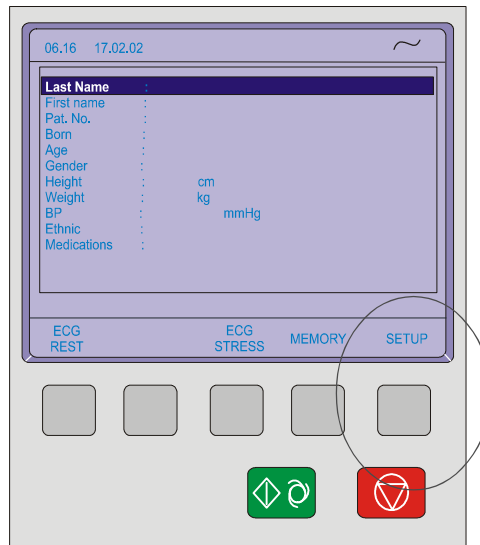 06.16 17.02.02
Last Name :
First name :
Pat. No. :
Born :
Age :
Gender :
Height : cm
Weight : kg
BP : mmHg
Ethnic :
Medications :
ECG REST
ECG STRESS
MEMORY
SETUP